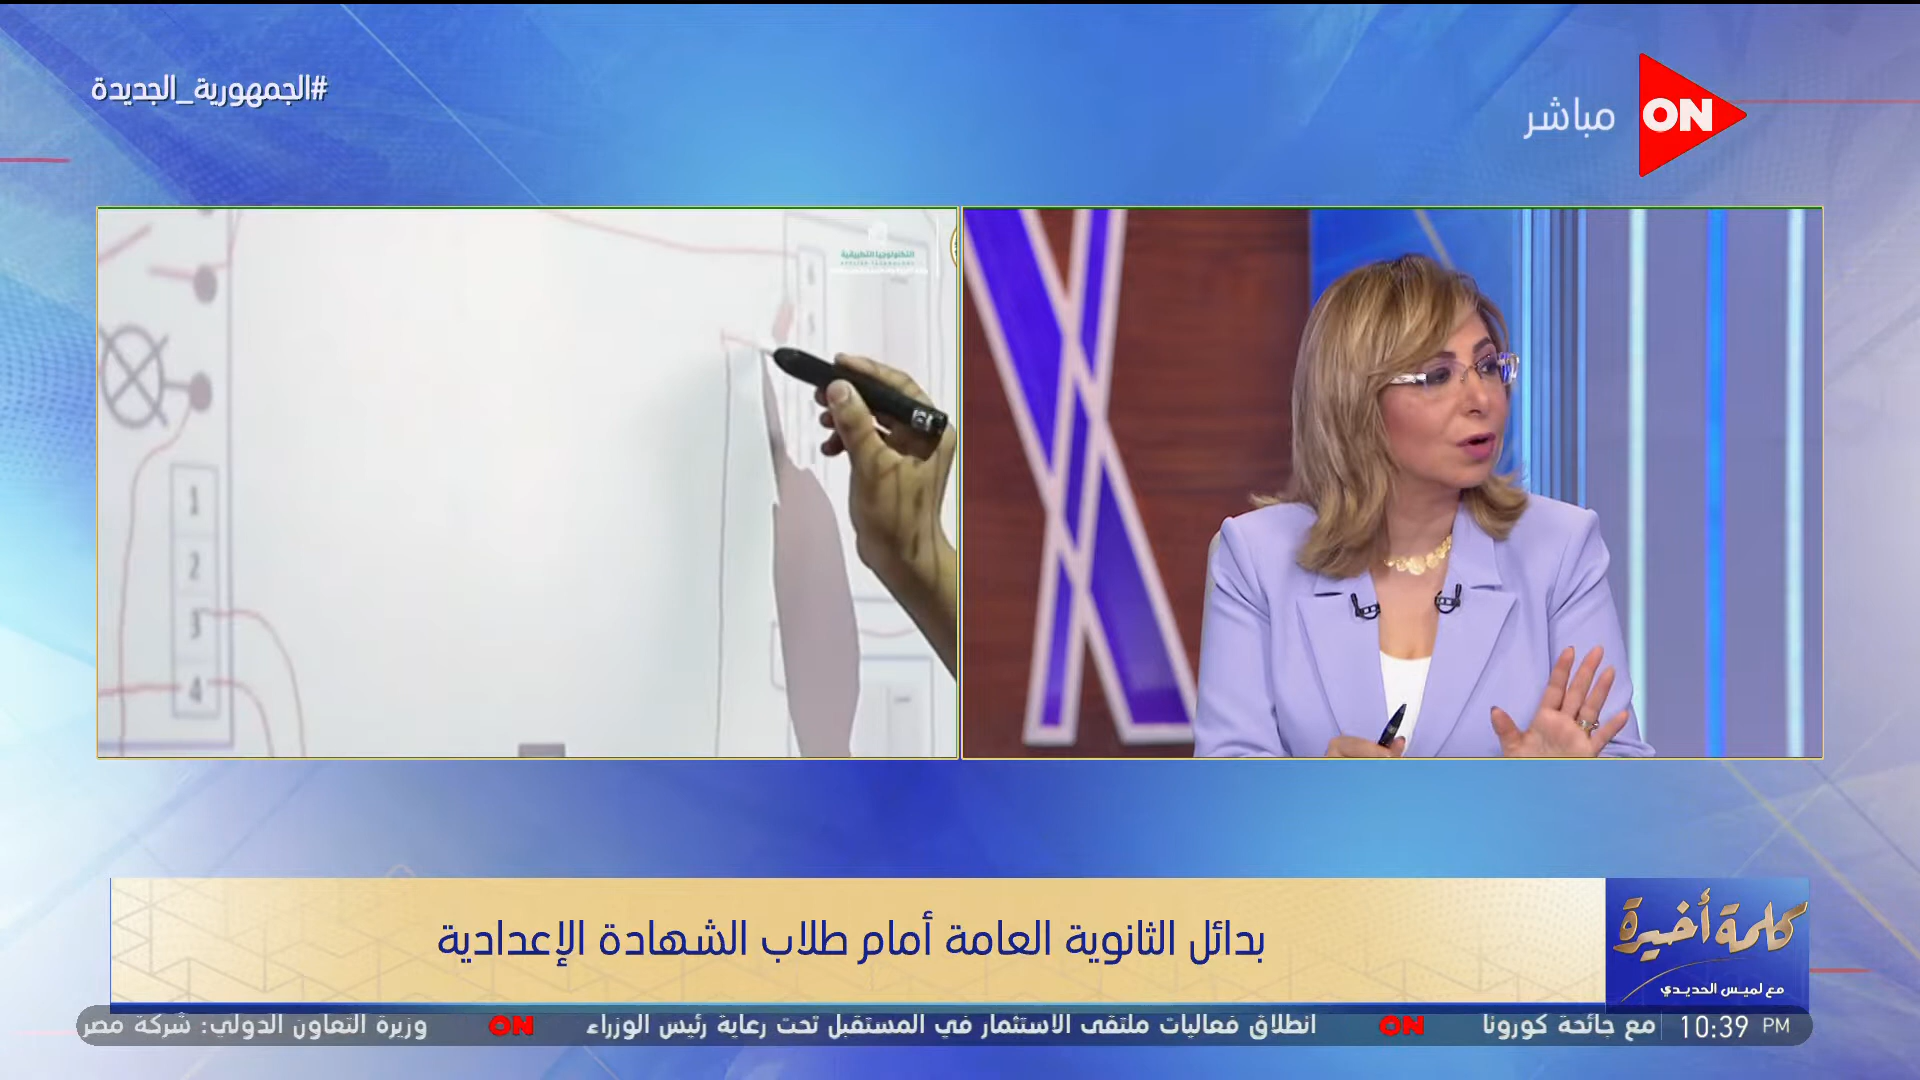 #الجمهورية_الجديدة
مباشر
ON
التكنولوجيا التطبيقية
1
2
3
4
بدائل الثانوية العامة أمام طلاب الشهادة الإعدادية
كلمة أخيرة
مع لميس الحديدي
10:39 PM
مع جائحة كورونا ON انطلاق فعاليات ملتقى الاستثمار في المستقبل تحت رعاية رئيس الوزراء ON وزيرة التعاون الدولي: شركة مصر